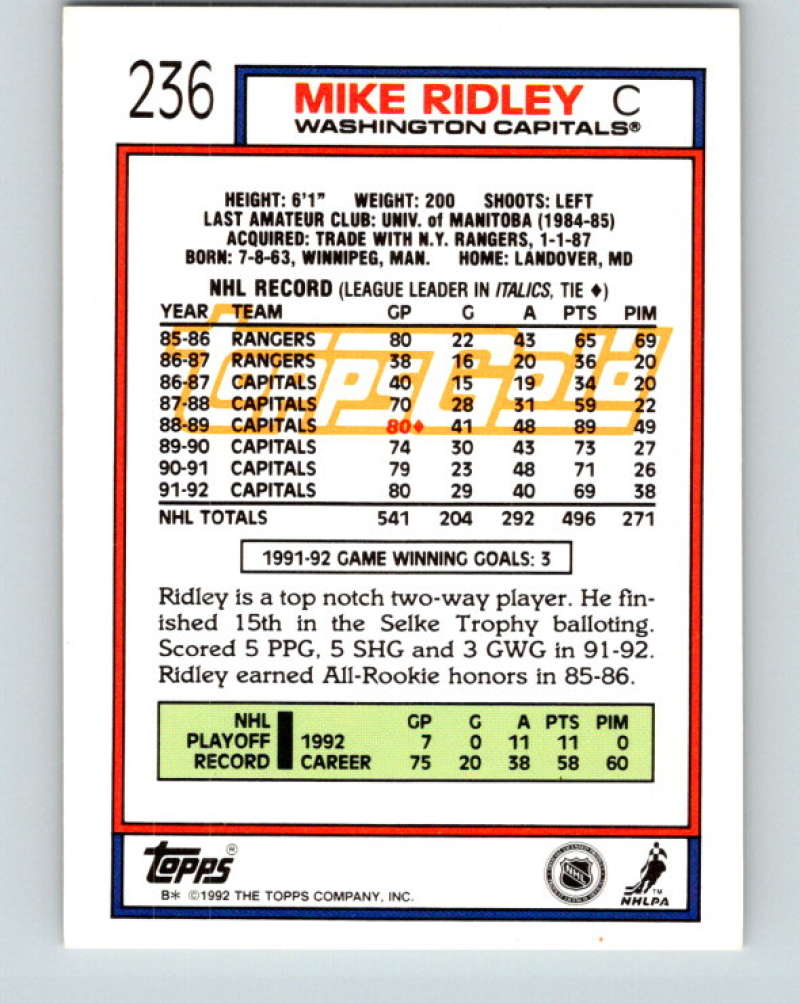 236
MIKE RIDLEY C
WASHINGTON CAPITALS®
HEIGHT: 6'1" WEIGHT: 200 SHOOTS: LEFT
LAST AMATEUR CLUB: UNIV. of MANITOBA (1984-85)
ACQUIRED: TRADE WITH N.Y. RANGERS, 1-1-87
BORN: 7-8-63, WINNIPEG, MAN. HOME: LANDOVER, MD
NHL RECORD (LEAGUE LEADER IN ITALICS, TIE ♦)
YEAR TEAM GP G A PTS PIM
85-86 RANGERS 80 22 43 65 69
86-87 RANGERS 38 16 20 36 20
86-87 CAPITALS 40 15 19 34 20
87-88 CAPITALS 70 28 31 59 22
88-89 CAPITALS 80♦ 41 48 89 49
89-90 CAPITALS 74 30 43 73 27
90-91 CAPITALS 79 23 48 71 26
91-92 CAPITALS 80 29 40 69 38
NHL TOTALS 541 204 292 496 271
Topps Gold
1991-92 GAME WINNING GOALS: 3
Ridley is a top notch two-way player. He fin-
ished 15th in the Selke Trophy balloting.
Scored 5 PPG, 5 SHG and 3 GWG in 91-92.
Ridley earned All-Rookie honors in 85-86.
NHL GP G A PTS PIM
PLAYOFF 1992 7 0 11 11 0
RECORD CAREER 75 20 38 58 60
TOPPS®
B* ©1992 THE TOPPS COMPANY, INC.
NHL
TM
NHLPA